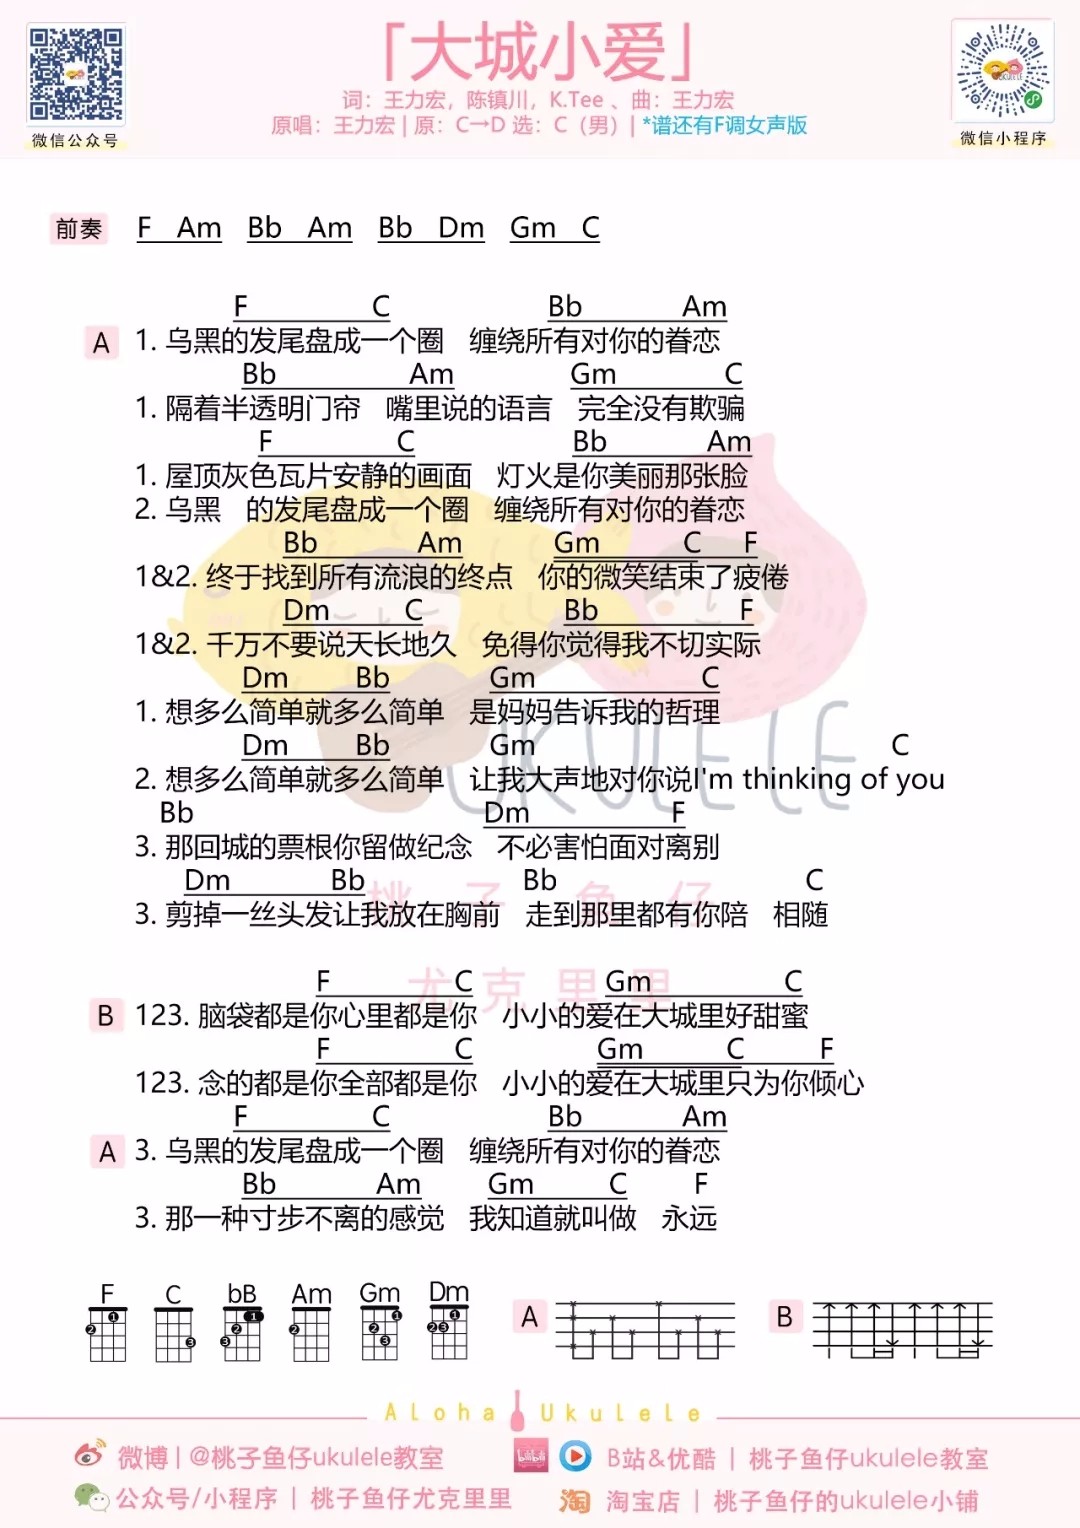 「大城小爱」
词：王力宏，陈镇川，K.Tee 、曲：王力宏
原唱：王力宏 | 原：C→D 选：C（男）| *谱还有F调女声版
微信公众号
微信小程序
前奏 F Am Bb Am Bb Dm Gm C
F C Bb Am
A 1. 乌黑的发尾盘成一个圈 缠绕所有对你的眷恋
Bb Am Gm C
1. 隔着半透明门帘 嘴里说的语言 完全没有欺骗
F C Bb Am
1. 屋顶灰色瓦片安静的画面 灯火是你美丽那张脸
2. 乌黑 的发尾盘成一个圈 缠绕所有对你的眷恋
Bb Am Gm C F
1&2. 终于找到所有流浪的终点 你的微笑结束了疲倦
Dm C Bb F
1&2. 千万不要说天长地久 免得你觉得我不切实际
Dm Bb Gm C
1. 想多么简单就多么简单 是妈妈告诉我的哲理
Dm Bb Gm C
2. 想多么简单就多么简单 让我大声地对你说I'm thinking of you
UKULELE
Bb Dm F
3. 那回城的票根你留做纪念 不必害怕面对离别
Dm Bb Bb C
桃子鱼仔
3. 剪掉一丝头发让我放在胸前 走到那里都有你陪 相随
尤克里里
F C Gm C
B 123. 脑袋都是你心里都是你 小小的爱在大城里好甜蜜
F C Gm C F
123. 念的都是你全部都是你 小小的爱在大城里只为你倾心
F C Bb Am
A 3. 乌黑的发尾盘成一个圈 缠绕所有对你的眷恋
Bb Am Gm C F
3. 那一种寸步不离的感觉 我知道就叫做 永远
F C bB Am Gm Dm A B
Aloha Ukulele
微博 | @桃子鱼仔ukulele教室 B站&优酷 | 桃子鱼仔ukulele教室
公众号/小程序 | 桃子鱼仔尤克里里 淘 淘宝店 | 桃子鱼仔的ukulele小铺